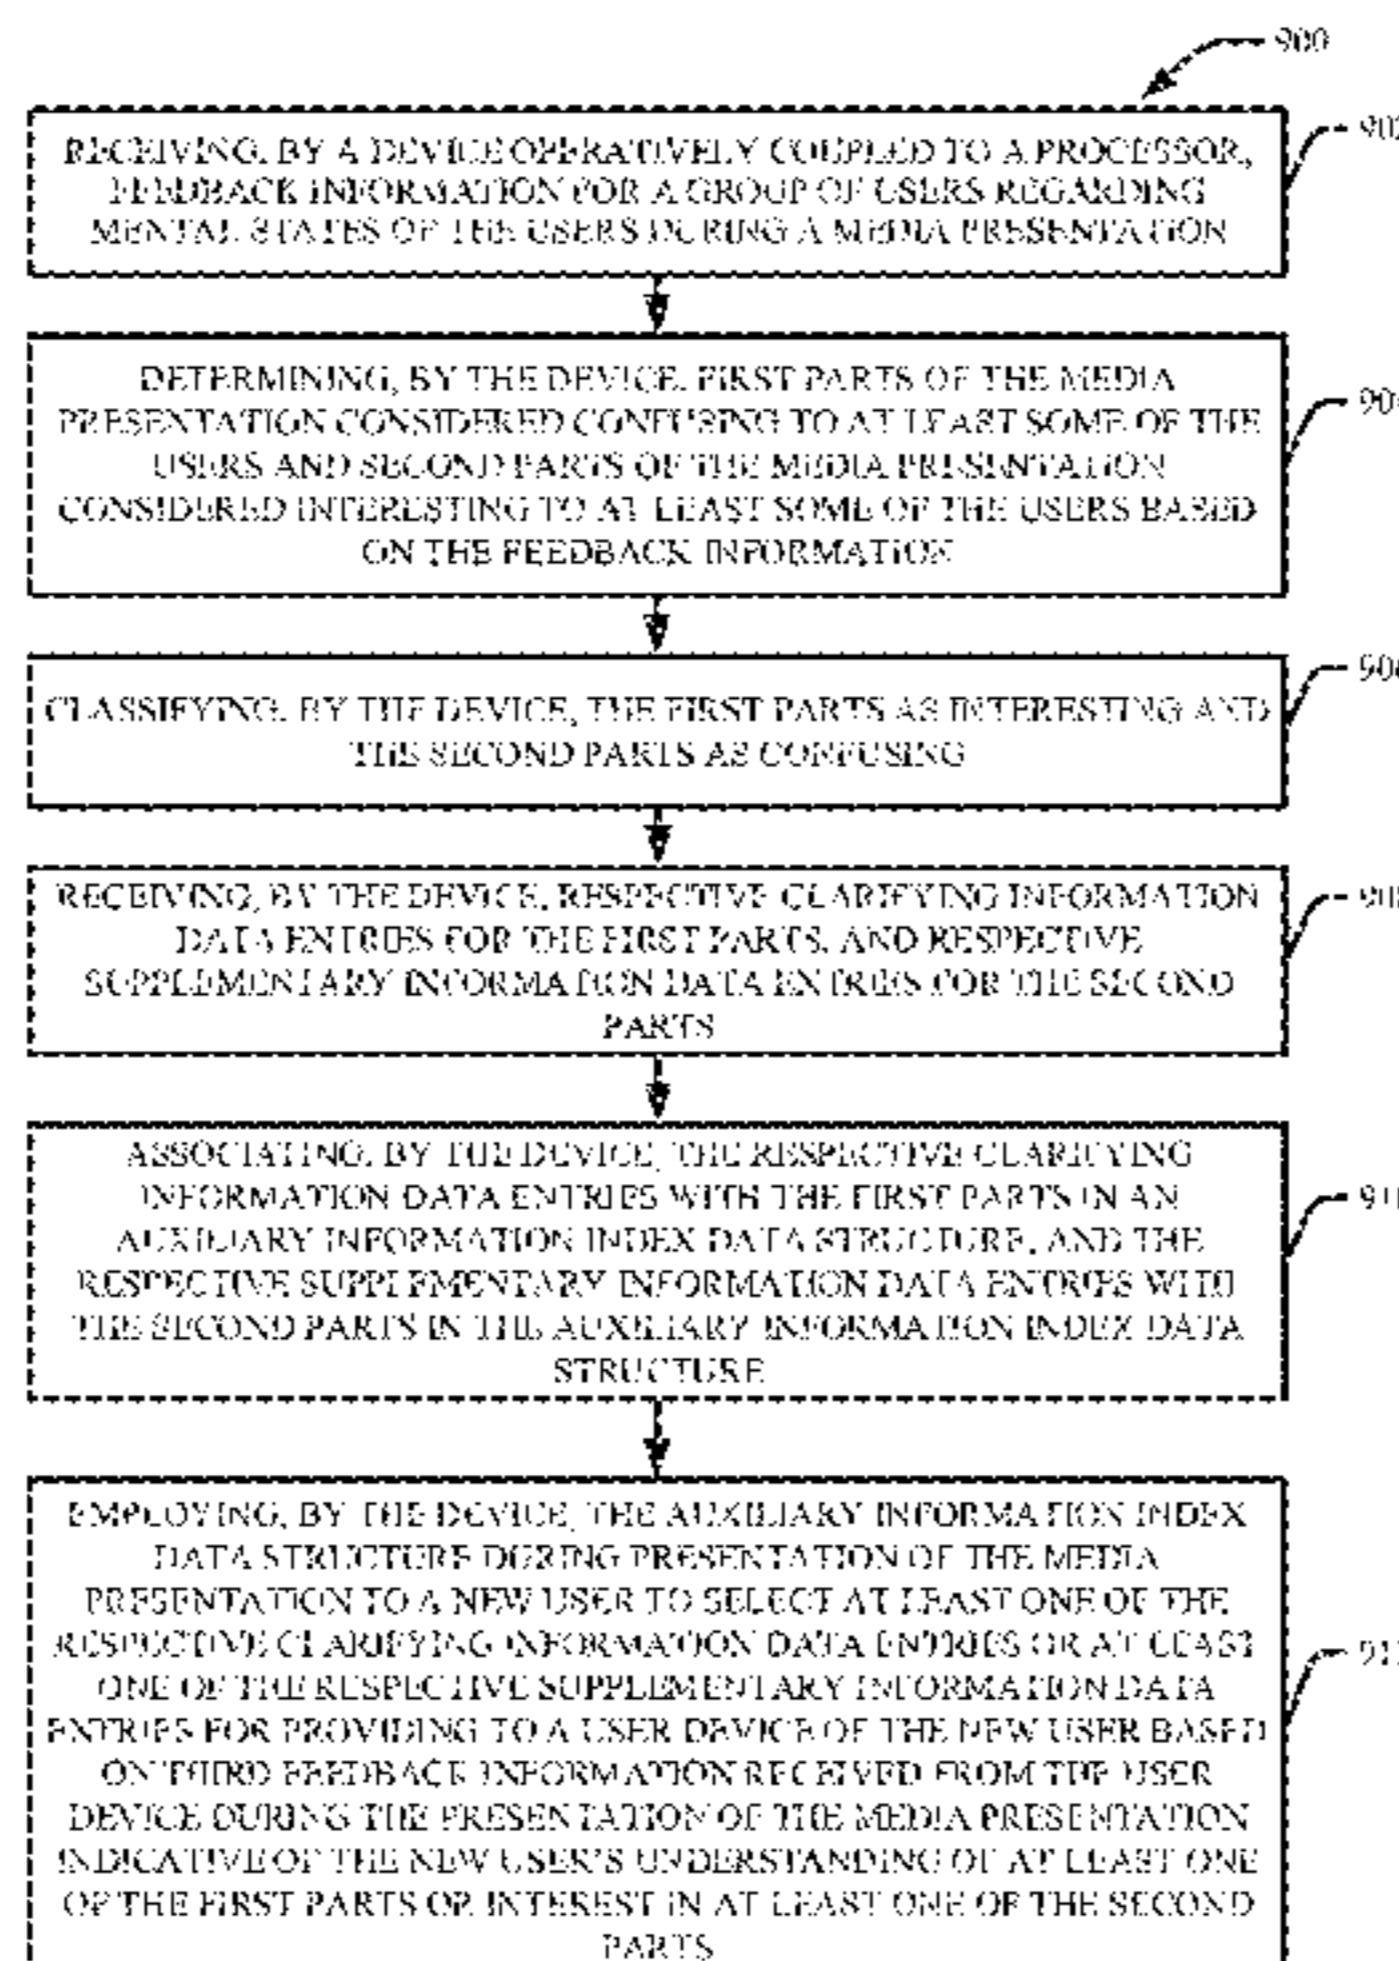 900
RECEIVING, BY A DEVICE OPERATIVELY COUPLED TO A PROCESSOR,
FEEDBACK INFORMATION FOR A GROUP OF USERS REGARDING
MENTAL STATES OF THE USERS DURING A MEDIA PRESENTATION
902
DETERMINING, BY THE DEVICE, FIRST PARTS OF THE MEDIA
PRESENTATION CONSIDERED CONFUSING TO AT LEAST SOME OF THE
USERS AND SECOND PARTS OF THE MEDIA PRESENTATION
CONSIDERED INTERESTING TO AT LEAST SOME OF THE USERS BASED
ON THE FEEDBACK INFORMATION
CLASSIFYING, BY THE DEVICE, THE FIRST PARTS AS INTERESTING AND
THE SECOND PARTS AS CONFUSING
906
RECEIVING, BY THE DEVICE, RESPECTIVE CLARIFYING INFORMATION
DATA ENTRIES FOR THE FIRST PARTS, AND RESPECTIVE
SUPPLEMENTARY INFORMATION DATA ENTRIES FOR THE SECOND
PARTS
908
ASSOCIATING, BY THE DEVICE, THE RESPECTIVE CLARIFYING
INFORMATION DATA ENTRIES WITH THE FIRST PARTS IN AN
AUXILIARY INFORMATION INDEX DATA STRUCTURE, AND THE
RESPECTIVE SUPPLEMENTARY INFORMATION DATA ENTRIES WITH
THE SECOND PARTS IN THE AUXILIARY INFORMATION INDEX DATA
STRUCTURE
EMPLOYING, BY THE DEVICE, THE AUXILIARY INFORMATION INDEX
DATA STRUCTURE DURING PRESENTATION OF THE MEDIA
PRESENTATION TO A NEW USER TO SELECT AT LEAST ONE OF THE
RESPECTIVE CLARIFYING INFORMATION DATA ENTRIES OR AT LEAST
ONE OF THE RESPECTIVE SUPPLEMENTARY INFORMATION DATA
ENTRIES FOR PROVIDING TO A USER DEVICE OF THE NEW USER BASED
ON THIRD FEEDBACK INFORMATION RECEIVED FROM THE USER
DEVICE DURING THE PRESENTATION OF THE MEDIA PRESENTATION
INDICATIVE OF THE NEW USER'S UNDERSTANDING OF AT LEAST ONE
OF THE FIRST PARTS OR INTEREST IN AT LEAST ONE OF THE SECOND
PARTS